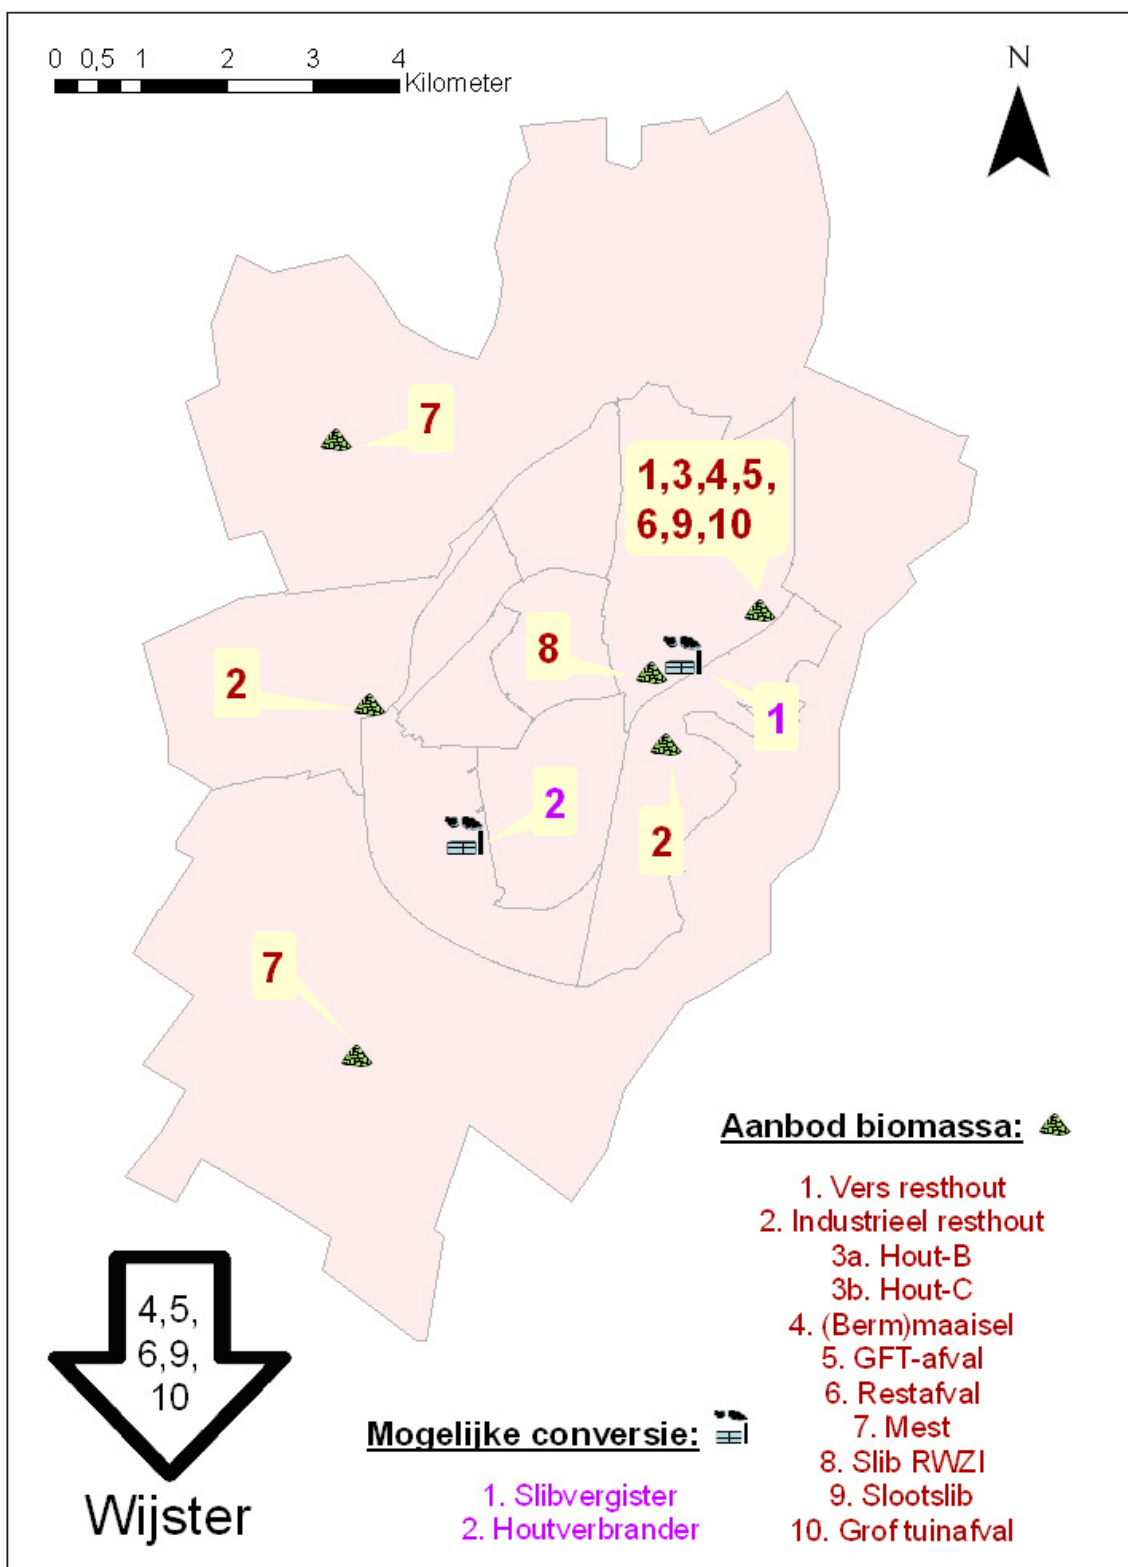 0 0,5 1 2 3 4
Kilometer
N
7
1,3,4,5,
6,9,10
8
2
1
2
2
7
Aanbod biomassa:
1. Vers resthout
2. Industrieel resthout
3a. Hout-B
3b. Hout-C
4. (Berm)maaisel
5. GFT-afval
6. Restafval
7. Mest
8. Slib RWZI
9. Slootslib
10. Grof tuinafval
4,5,
6,9,
10
Wijster
Mogelijke conversie:
1. Slibvergister
2. Houtverbrander